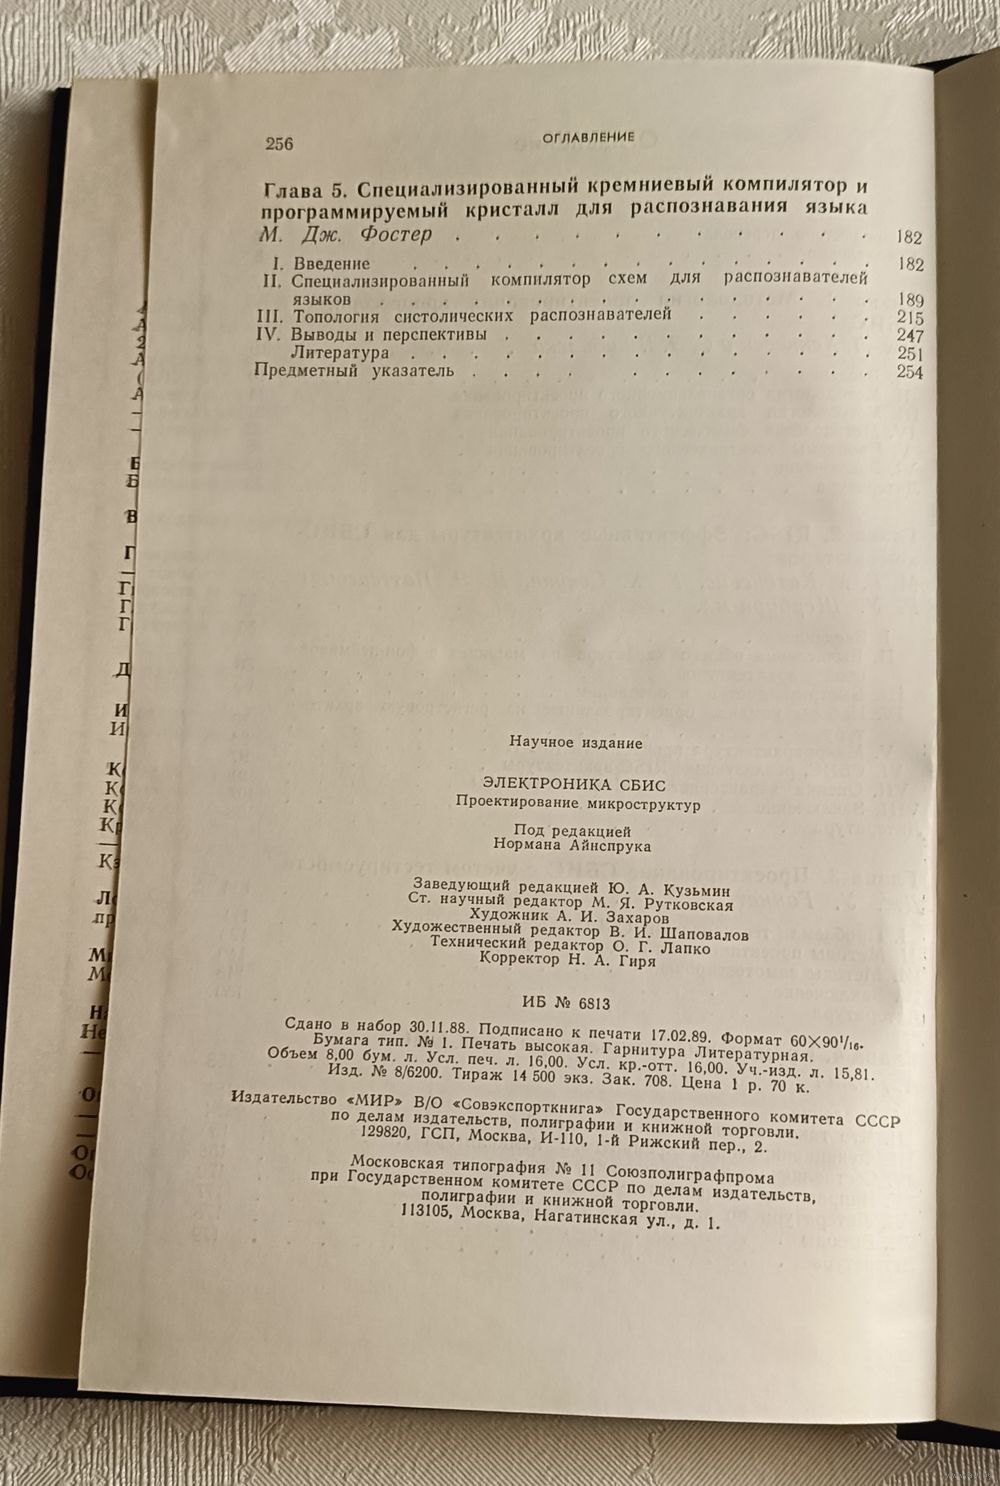 256
ОГЛАВЛЕНИЕ
Глава 5. Специализированный кремниевый компилятор и
программируемый кристалл для распознавания языка
М. Дж. Фостер . . . . . . . . . . 182
I. Введение . . . . . . . . . . . . 182
II. Специализированный компилятор схем для распознавателей
языков . . . . . . . . . . . . . 189
III. Топология систолических распознавателей . . . . . . 215
IV. Выводы и перспективы . . . . . . . . . . 247
Литература . . . . . . . . . . . . . 251
Предметный указатель . . . . . . . . . . . . 254
Научное издание
ЭЛЕКТРОНИКА СБИС
Проектирование микроструктур
Под редакцией
Нормана Айнспрука
Заведующий редакцией Ю. А. Кузьмин
Ст. научный редактор М. Я. Рутковская
Художник А. И. Захаров
Художественный редактор В. И. Шаповалов
Технический редактор О. Г. Лапко
Корректор Н. А. Гиря
ИБ № 6813
Сдано в набор 30.11.88. Подписано к печати 17.02.89. Формат 60×90¹/₁₆.
Бумага тип. № 1. Печать высокая. Гарнитура Литературная.
Объем 8,00 бум. л. Усл. печ. л. 16,00. Усл. кр.-отт. 16,00. Уч.-изд. л. 15,81.
Изд. № 8/6200. Тираж 14 500 экз. Зак. 708. Цена 1 р. 70 к.
Издательство «МИР» В/О «Совэкспорткнига» Государственного комитета СССР
по делам издательств, полиграфии и книжной торговли.
129820, ГСП, Москва, И-110, 1-й Рижский пер., 2.
Московская типография № 11 Союзполиграфпрома
при Государственном комитете СССР по делам издательств,
полиграфии и книжной торговли.
113105, Москва, Нагатинская ул., д. 1.